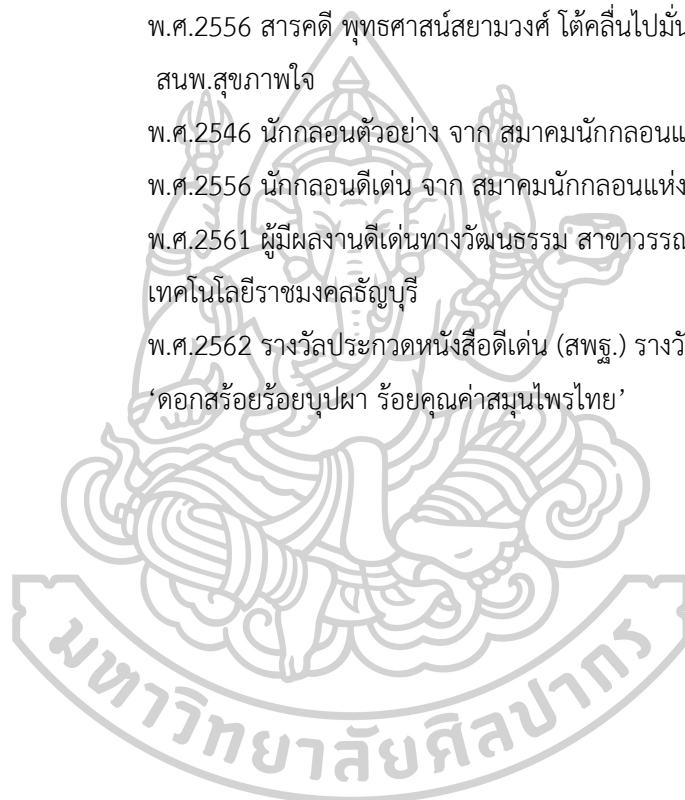 พ.ศ.2556 สารคดี พุทธศาสน์สยามวงศ์ โต้คลื่นไปมั่น
สนพ.สุขภาพใจ
พ.ศ.2546 นักกลอนตัวอย่าง จาก สมาคมนักกลอนแ
พ.ศ.2556 นักกลอนดีเด่น จาก สมาคมนักกลอนแห่ง
พ.ศ.2561 ผู้มีผลงานดีเด่นทางวัฒนธรรม สาขาวรรณ
เทคโนโลยีราชมงคลธัญบุรี
พ.ศ.2562 รางวัลประกวดหนังสือดีเด่น (สพฐ.) รางวั
‘ดอกสร้อยร้อยบุปผา ร้อยคุณค่าสมุนไพรไทย’
มหาวิทยาลัยศิลปากร